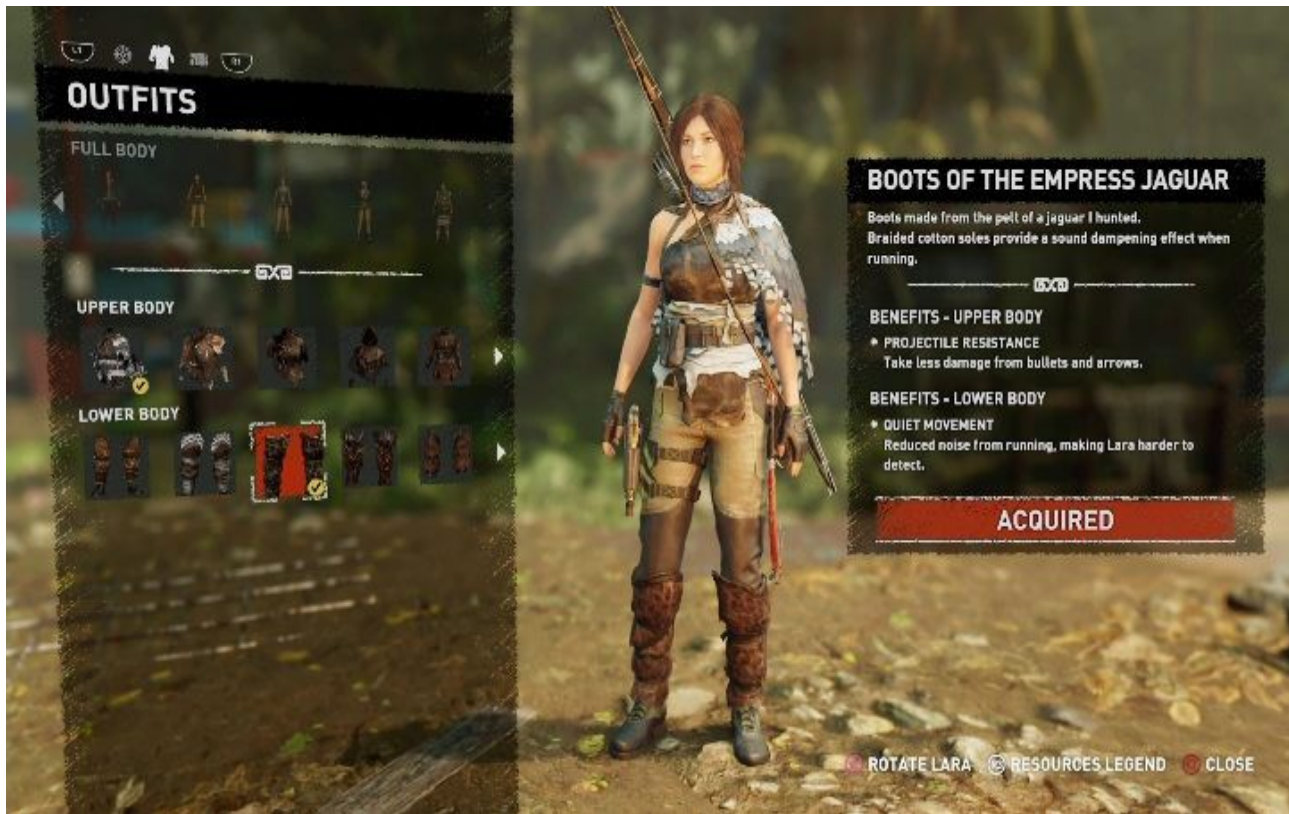 L1
R1
OUTFITS
FULL BODY
UPPER BODY
LOWER BODY
BOOTS OF THE EMPRESS JAGUAR
Boots made from the pelt of a jaguar I hunted.
Braided cotton soles provide a sound dampening effect when
running.
BENEFITS - UPPER BODY
• PROJECTILE RESISTANCE
Take less damage from bullets and arrows.
BENEFITS - LOWER BODY
• QUIET MOVEMENT
Reduced noise from running, making Lara harder to
detect.
ACQUIRED
ROTATE LARA
RESOURCES LEGEND
CLOSE